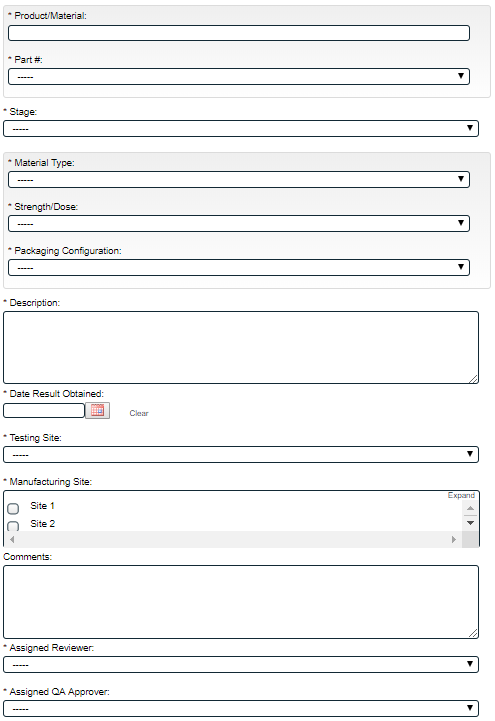 * Product/Material:
* Part #:
-----
* Stage:
-----
* Material Type:
-----
* Strength/Dose:
-----
* Packaging Configuration:
-----
* Description:
* Date Result Obtained:
Clear
* Testing Site:
-----
* Manufacturing Site:
Expand
Site 1
Site 2
Comments:
* Assigned Reviewer:
-----
* Assigned QA Approver:
-----